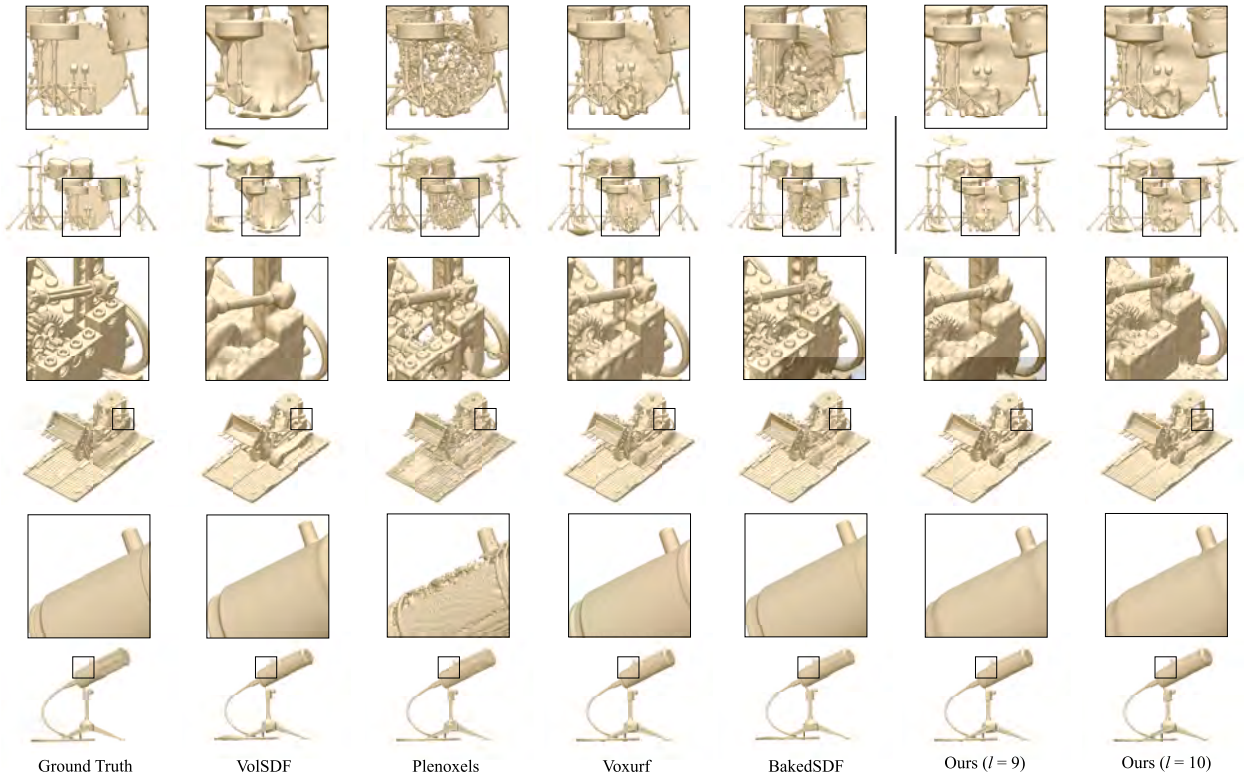 Ground Truth VolSDF Plenoxels Voxurf BakedSDF Ours (l = 9) Ours (l = 10)